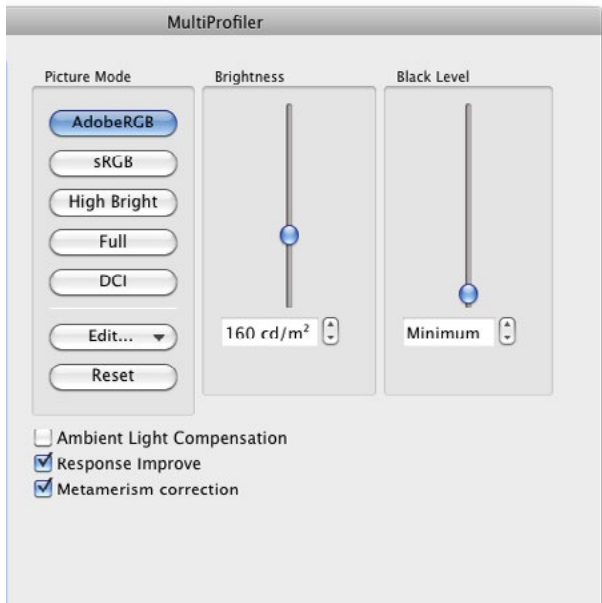 MultiProfiler
Picture Mode
AdobeRGB
sRGB
High Bright
Full
DCI
Edit...
Reset
Brightness
160 cd/m²
Black Level
Minimum
Ambient Light Compensation
Response Improve
Metamerism correction